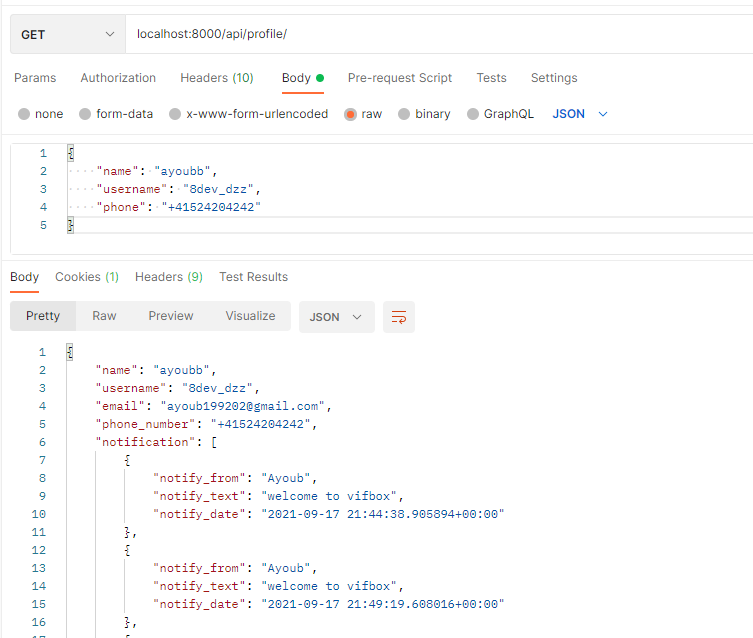 GET localhost:8000/api/profile/
Params Authorization Headers (10) Body Pre-request Script Tests Settings
none form-data x-www-form-urlencoded raw binary GraphQL JSON
1 {
2 ····"name":·"ayoubb",
3 ····"username":·"8dev_dzz",
4 ····"phone":·"+41524204242"
5 }
Body Cookies (1) Headers (9) Test Results
Pretty Raw Preview Visualize JSON
1 {
2 "name": "ayoubb",
3 "username": "8dev_dzz",
4 "email": "ayoub199202@gmail.com",
5 "phone_number": "+41524204242",
6 "notification": [
7 {
8 "notify_from": "Ayoub",
9 "notify_text": "welcome to vifbox",
10 "notify_date": "2021-09-17 21:44:38.905894+00:00"
11 },
12 {
13 "notify_from": "Ayoub",
14 "notify_text": "welcome to vifbox",
15 "notify_date": "2021-09-17 21:49:19.608016+00:00"
16 },